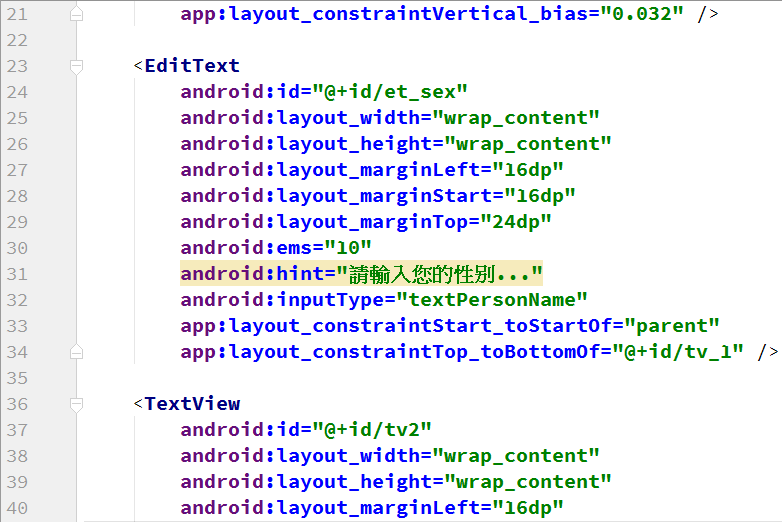 21 app:layout_constraintVertical_bias="0.032" />
22
23 <EditText
24 android:id="@+id/et_sex"
25 android:layout_width="wrap_content"
26 android:layout_height="wrap_content"
27 android:layout_marginLeft="16dp"
28 android:layout_marginStart="16dp"
29 android:layout_marginTop="24dp"
30 android:ems="10"
31 android:hint="請輸入您的性別..."
32 android:inputType="textPersonName"
33 app:layout_constraintStart_toStartOf="parent"
34 app:layout_constraintTop_toBottomOf="@+id/tv_1" />
35
36 <TextView
37 android:id="@+id/tv2"
38 android:layout_width="wrap_content"
39 android:layout_height="wrap_content"
40 android:layout_marginLeft="16dp"